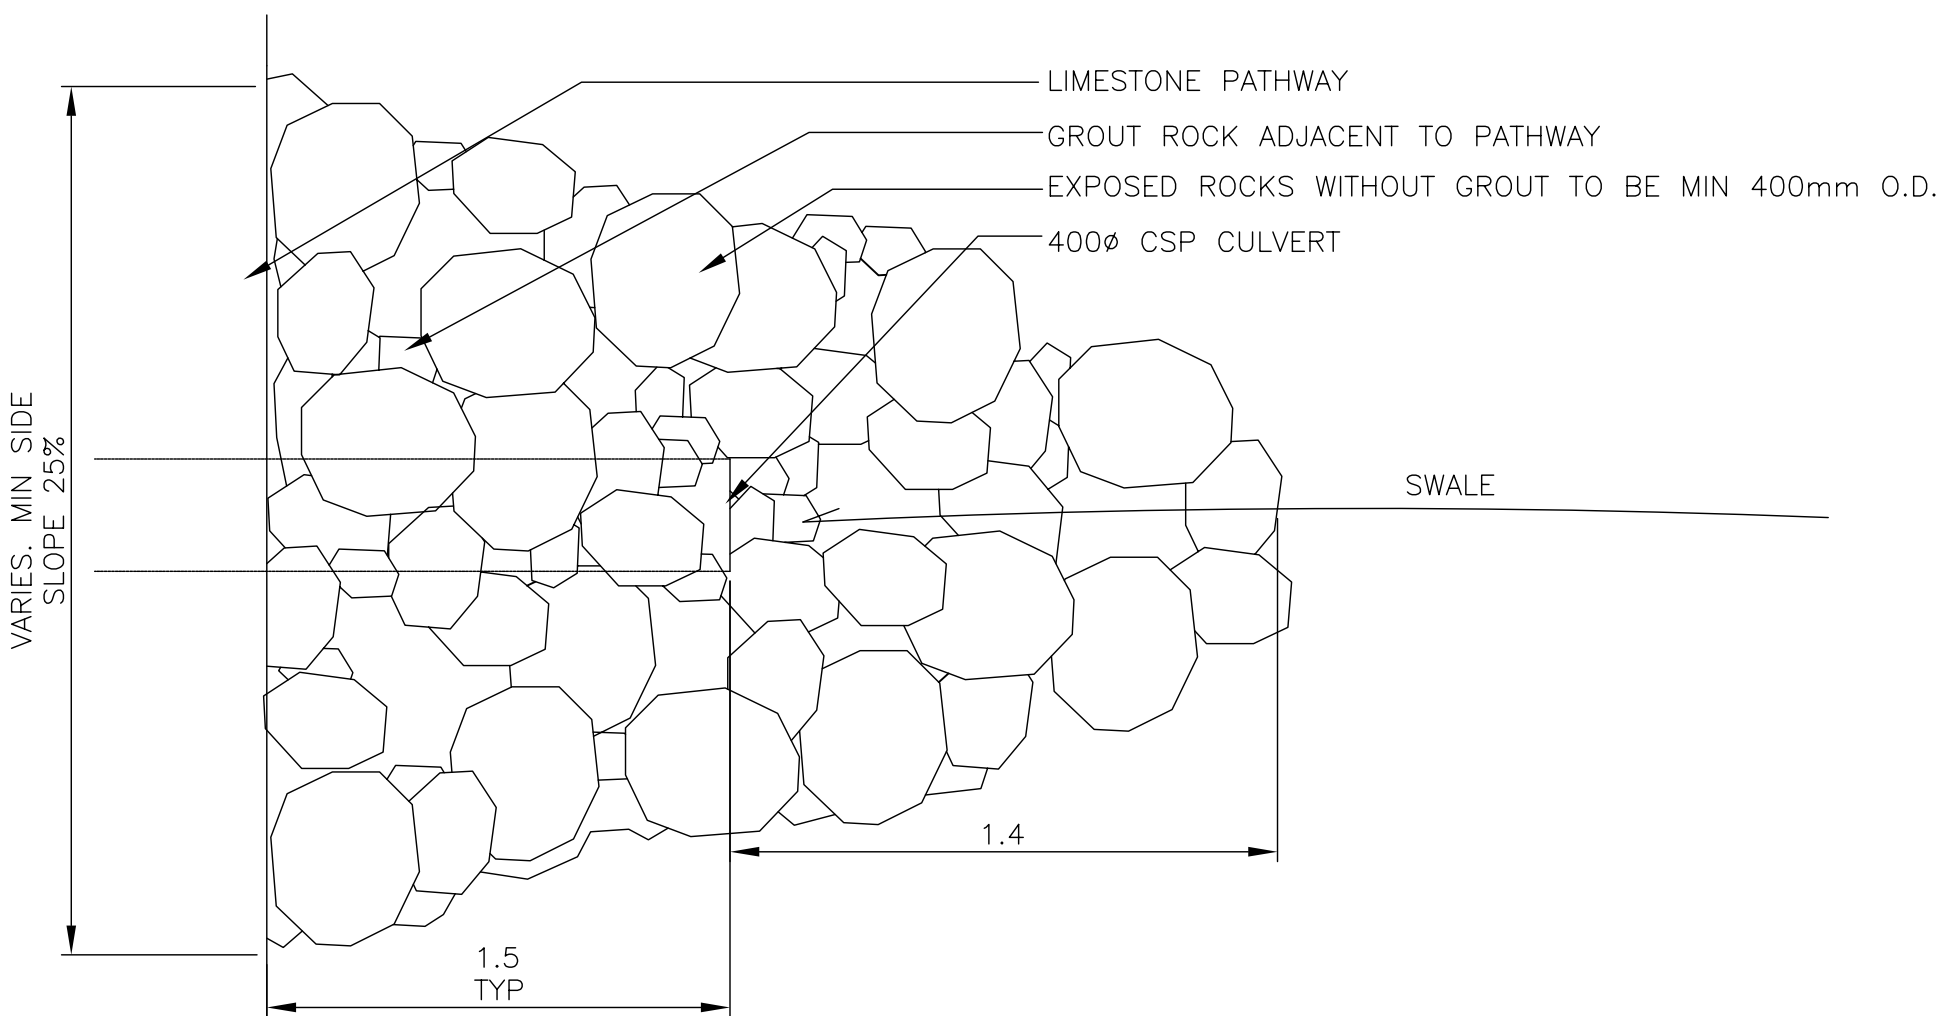 LIMESTONE PATHWAY
GROUT ROCK ADJACENT TO PATHWAY
EXPOSED ROCKS WITHOUT GROUT TO BE MIN 400mm O.D.
400ø CSP CULVERT
VARIES. MIN SIDE
SLOPE 25%
SWALE
1.4
1.5
TYP